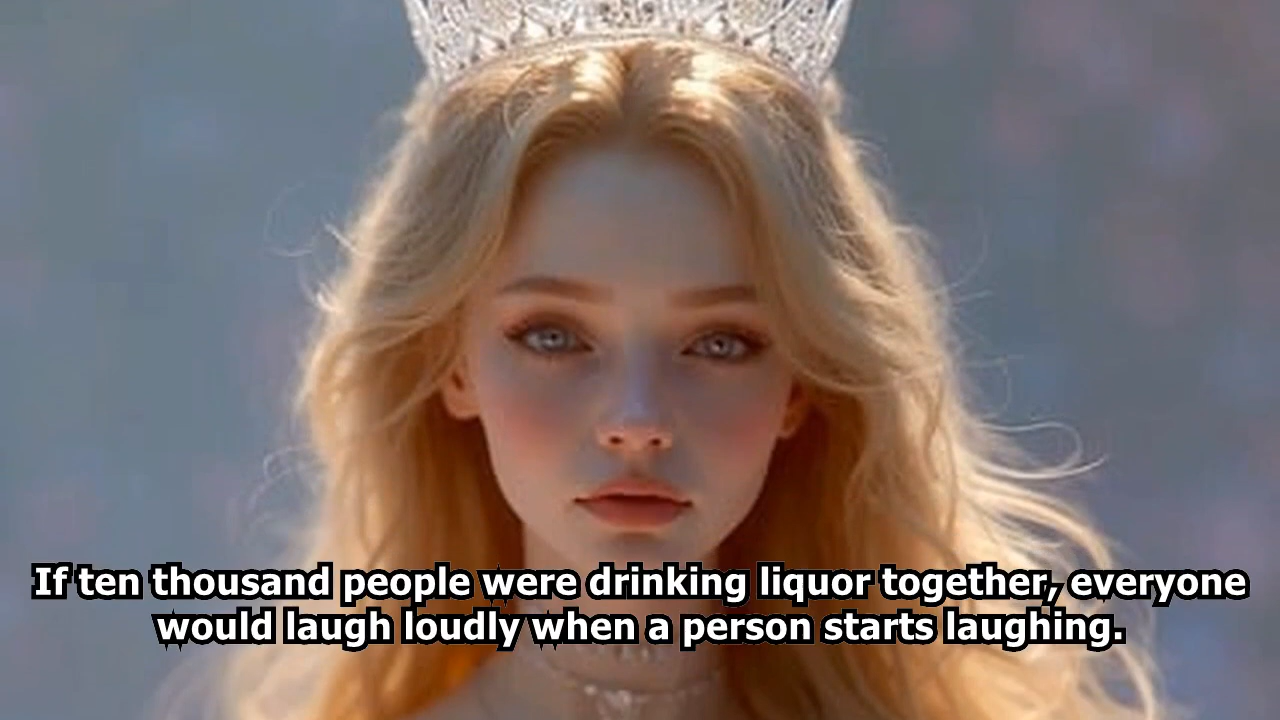 If ten thousand people were drinking liquor together, everyone
would laugh loudly when a person starts laughing.